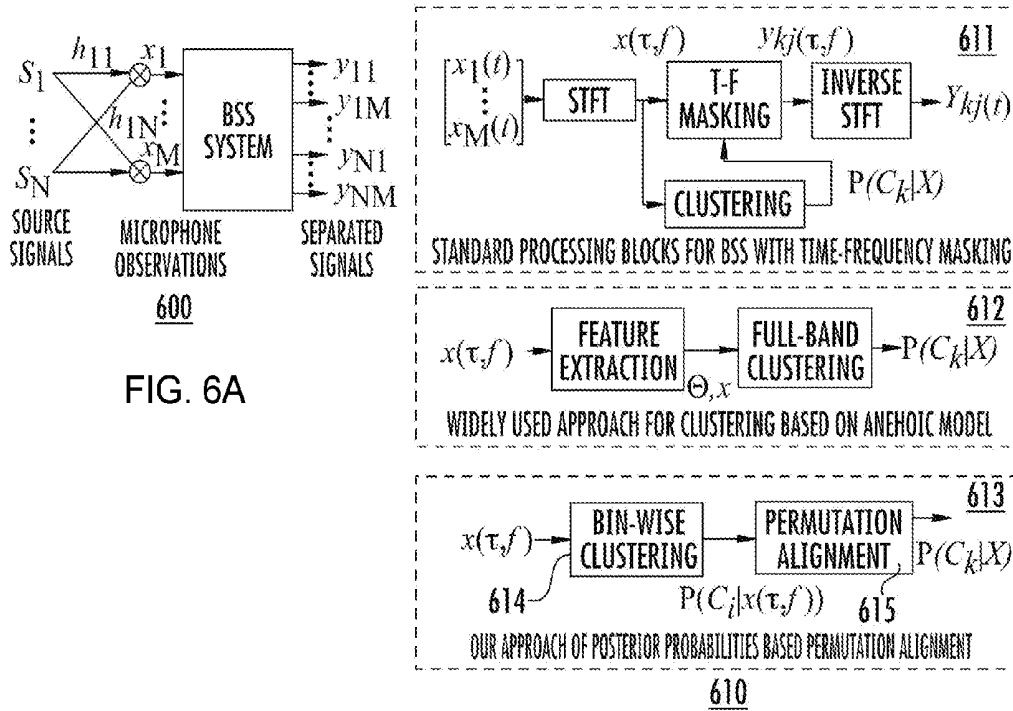 S1
SN
h11
h1N
x1
xM
BSS
SYSTEM
y11
y1M
yN1
yNM
SOURCE
SIGNALS
MICROPHONE
OBSERVATIONS
SEPARATED
SIGNALS
600
FIG. 6A
611
x1(t)
xM(t)
STFT
x(τ,f)
T-F
MASKING
ykj(τ,f)
INVERSE
STFT
Ykj(t)
CLUSTERING
P(Ck|X)
STANDARD PROCESSING BLOCKS FOR BSS WITH TIME-FREQUENCY MASKING
612
x(τ,f)
FEATURE
EXTRACTION
Θ,x
FULL-BAND
CLUSTERING
P(Ck|X)
WIDELY USED APPROACH FOR CLUSTERING BASED ON ANEHOIC MODEL
613
x(τ,f)
BIN-WISE
CLUSTERING
614
P(Ci|x(τ,f))
PERMUTATION
ALIGNMENT
615
P(Ck|X)
OUR APPROACH OF POSTERIOR PROBABILITIES BASED PERMUTATION ALIGNMENT
610